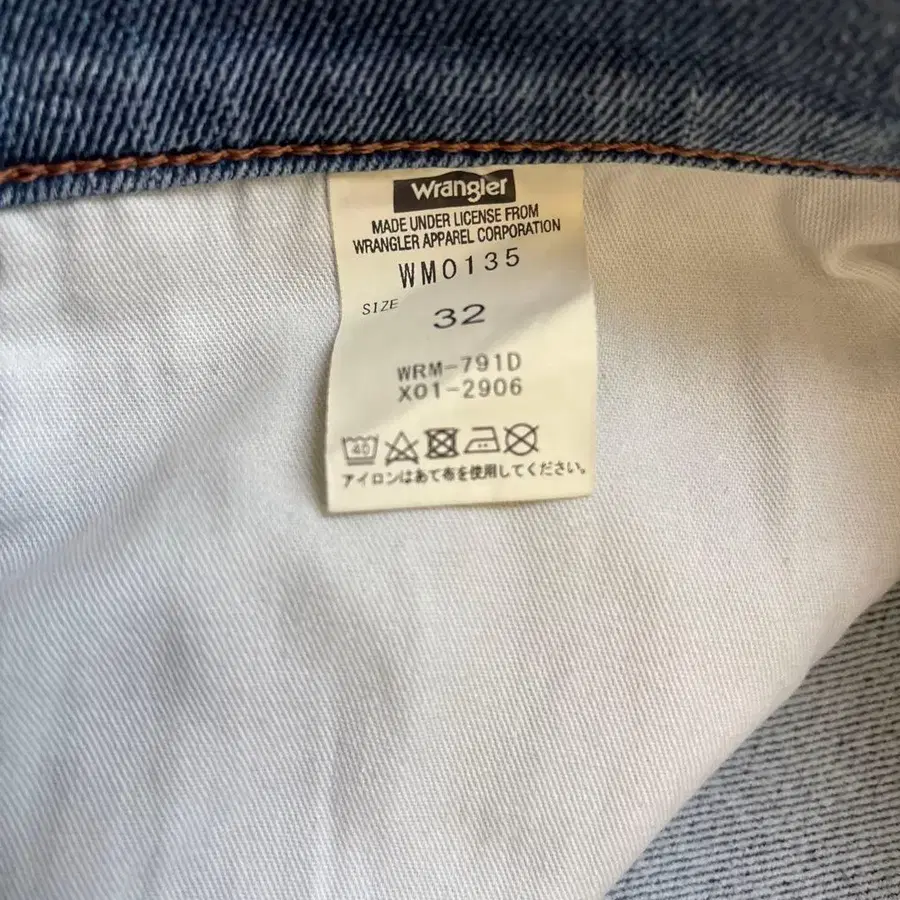 Wrangler
MADE UNDER LICENSE FROM
WRANGLER APPAREL CORPORATION
WM0135
SIZE 32
WRM-791D
X01-2906
40
アイロンはあて布を使用してください。